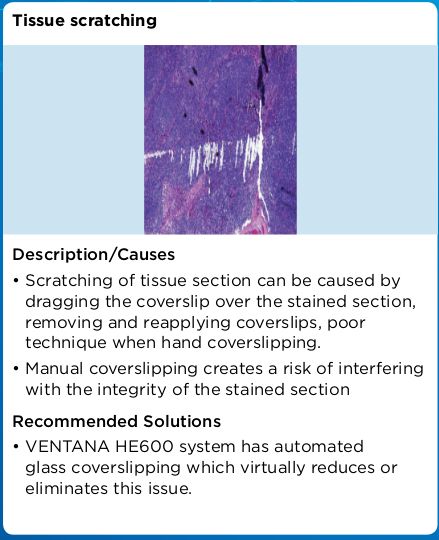 Tissue scratching
Description/Causes
• Scratching of tissue section can be caused by
dragging the coverslip over the stained section,
removing and reapplying coverslips, poor
technique when hand coverslipping.
• Manual coverslipping creates a risk of interfering
with the integrity of the stained section
Recommended Solutions
• VENTANA HE600 system has automated
glass coverslipping which virtually reduces or
eliminates this issue.